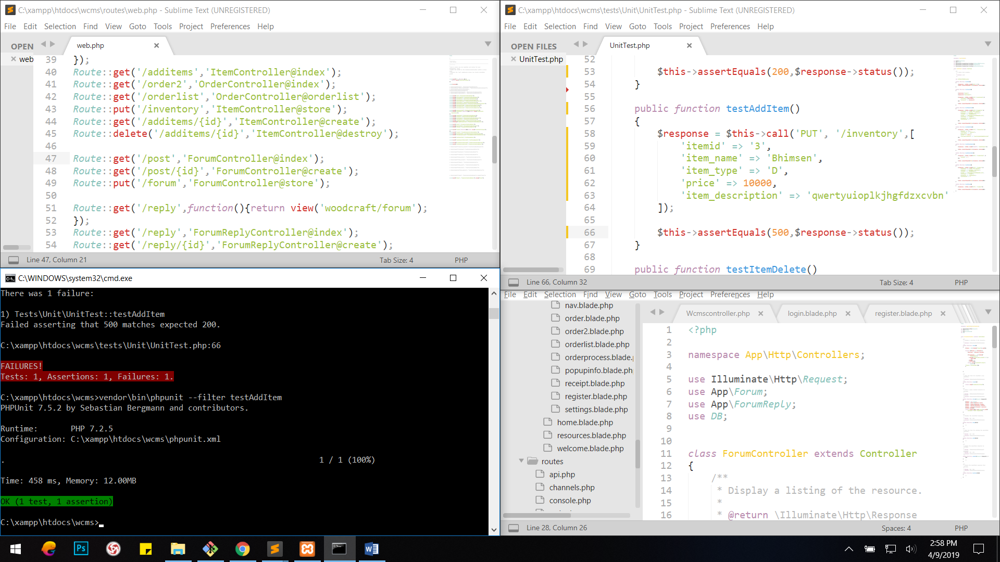 C:\xampp\htdocs\wcms\routes\web.php - Sublime Text (UNREGISTERED)
File Edit Selection Find View Goto Tools Project Preferences Help
OPEN
web
web.php
39 });
40 Route::get('/additems','ItemController@index');
41 Route::get('/order2','OrderController@index');
42 Route::get('/orderlist','OrderController@orderlist');
43 Route::put('/inventory','ItemController@store');
44 Route::get('/additems/{id}','ItemController@create');
45 Route::delete('/additems/{id}','ItemController@destroy');
46
47 Route::get('/post','ForumController@index');
48 Route::get('/post/{id}','ForumController@create');
49 Route::put('/forum','ForumController@store');
50
51 Route::get('/reply',function(){return view('woodcraft/forum');
52 });
53 Route::get('/reply','ForumReplyController@index');
54 Route::get('/reply/{id}','ForumReplyController@create');
Line 47, Column 21 Tab Size: 4 PHP
C:\xampp\htdocs\wcms\tests\Unit\UnitTest.php - Sublime Text (UNREGISTERED)
File Edit Selection Find View Goto Tools Project Preferences Help
OPEN FILES
UnitTest.php
UnitTest.php
52
53 $this->assertEquals(200,$response->status());
54 }
55
56 public function testAddItem()
57 {
58 $response = $this->call('PUT', '/inventory',[
59 'itemid' => '3',
60 'item_name' => 'Bhimsen',
61 'item_type' => 'D',
62 'price' => 10000,
63 'item_description' => 'qwertyuioplkjhgfdzxcvbn'
64 ]);
65
66 $this->assertEquals(500,$response->status());
67 }
68
69 public function testItemDelete()
Line 66, Column 32 Tab Size: 4 PHP
C:\WINDOWS\system32\cmd.exe
There was 1 failure:
1) Tests\Unit\UnitTest::testAddItem
Failed asserting that 500 matches expected 200.
C:\xampp\htdocs\wcms\tests\Unit\UnitTest.php:66
FAILURES!
Tests: 1, Assertions: 1, Failures: 1.
C:\xampp\htdocs\wcms>vendor\bin\phpunit --filter testAddItem
PHPUnit 7.5.2 by Sebastian Bergmann and contributors.
Runtime: PHP 7.2.5
Configuration: C:\xampp\htdocs\wcms\phpunit.xml
. 1 / 1 (100%)
Time: 458 ms, Memory: 12.00MB
OK (1 test, 1 assertion)
C:\xampp\htdocs\wcms>
File Edit Selection Find View Goto Tools Project Preferences Help
nav.blade.php
order.blade.php
order2.blade.php
orderlist.blade.php
orderprocess.blade.
popupinfo.blade.ph
receipt.blade.php
register.blade.php
settings.blade.php
home.blade.php
resources.blade.php
welcome.blade.php
routes
api.php
channels.php
console.php
Wcmscontroller.php login.blade.php register.blade.php
1 <?php
2
3 namespace App\Http\Controllers;
4
5 use Illuminate\Http\Request;
6 use App\Forum;
7 use App\ForumReply;
8 use DB;
9
10
11 class ForumController extends Controller
12 {
13 /**
14 * Display a listing of the resource.
15 *
16 * @return \Illuminate\Http\Response
Line 28, Column 26 Spaces: 4 PHP
Ps
2:58 PM
4/9/2019